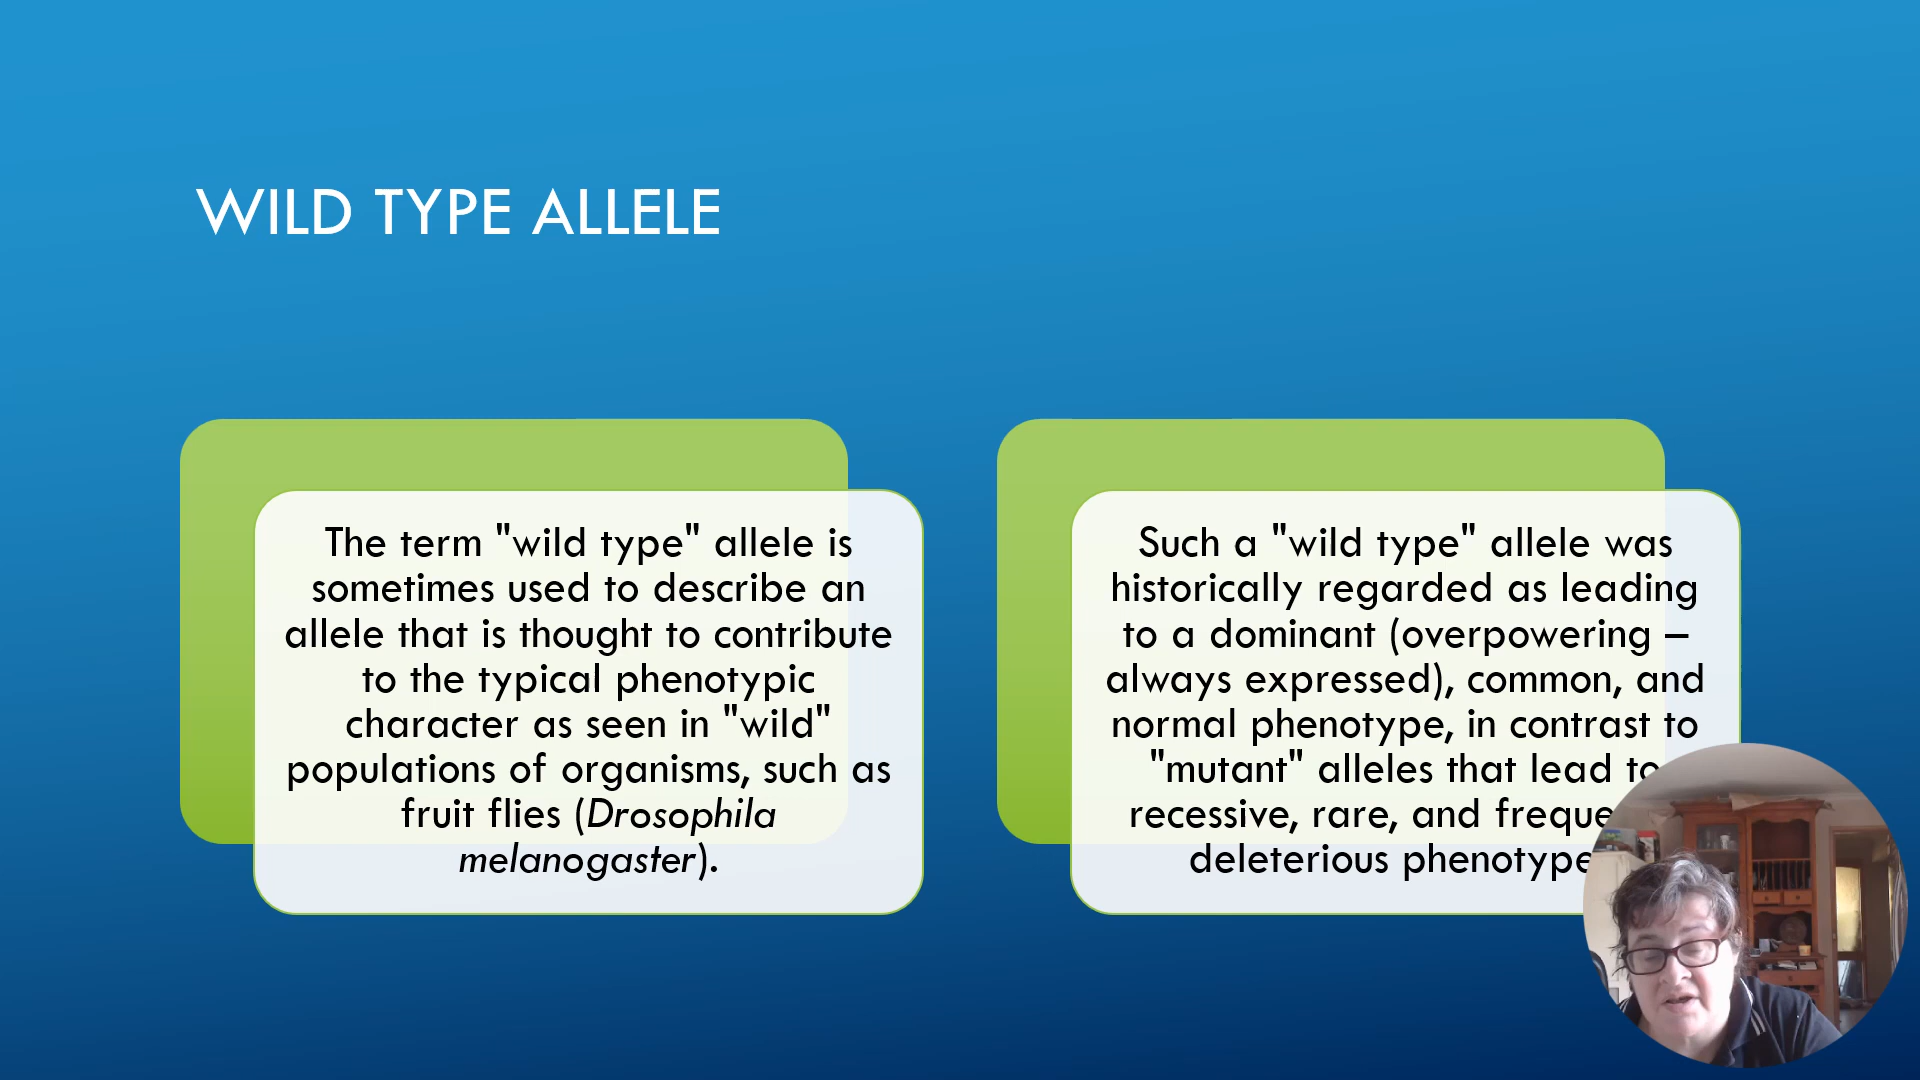 WILD TYPE ALLELE
The term "wild type" allele is
sometimes used to describe an
allele that is thought to contribute
to the typical phenotypic
character as seen in "wild"
populations of organisms, such as
fruit flies (Drosophila
melanogaster).
Such a "wild type" allele was
historically regarded as leading
to a dominant (overpowering –
always expressed), common, and
normal phenotype, in contrast to
"mutant" alleles that lead to
recessive, rare, and
deleterious